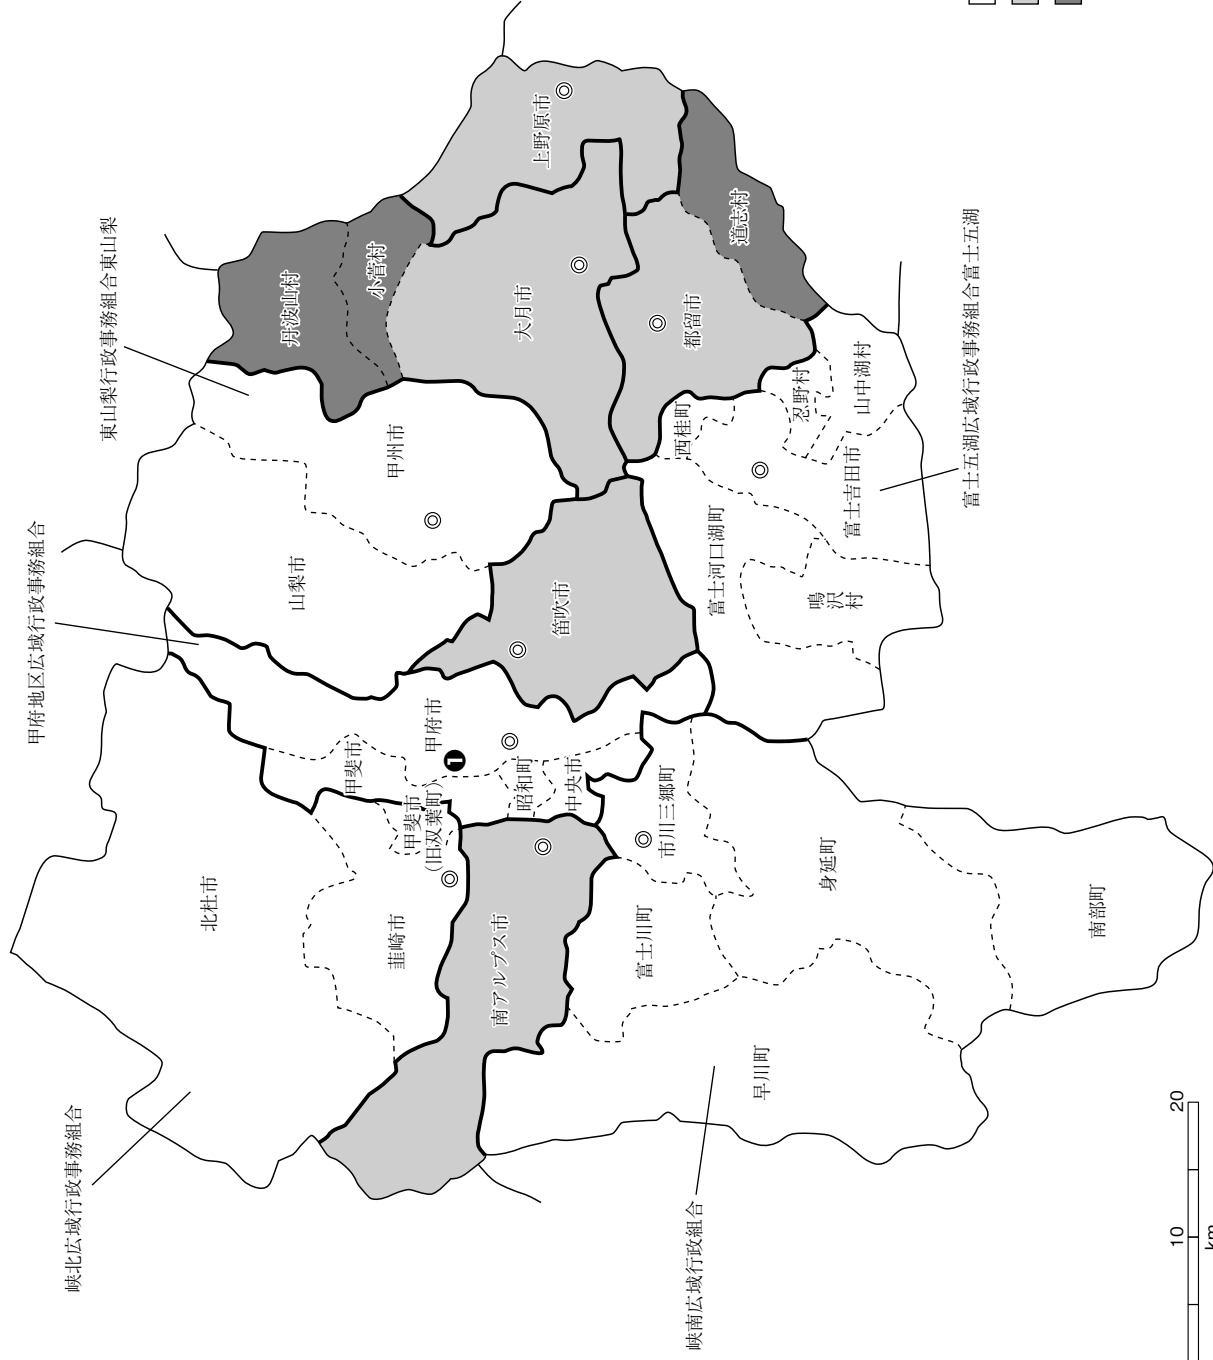 東山梨行政事務組合東山梨
甲府地区広域行政事務組合
峡北広域行政事務組合
峡南広域行政組合
富士五湖広域行政事務組合富士五湖
丹波山村
小菅村
上野原市
大月市
道志村
都留市
甲州市
山梨市
笛吹市
西桂町
忍野村
山中湖村
富士吉田市
富士河口湖町
鳴沢
村
甲府市
❶
甲斐市
甲斐市
（旧双葉町）
昭和町
中央市
市川三郷町
北杜市
韮崎市
南アルプス市
富士川町
身延町
早川町
南部町
10
20
km